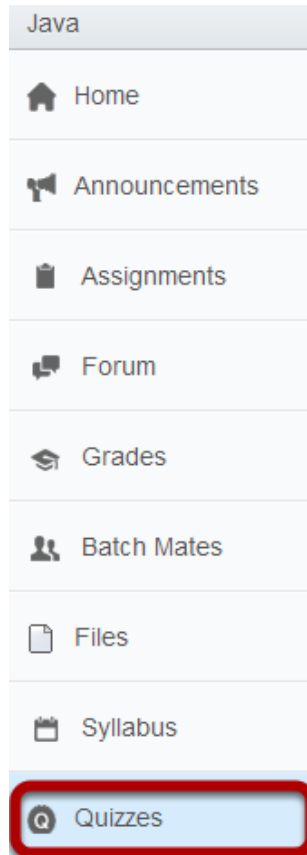 Java
Home
Announcements
Assignments
Forum
Grades
Batch Mates
Files
Syllabus
Quizzes